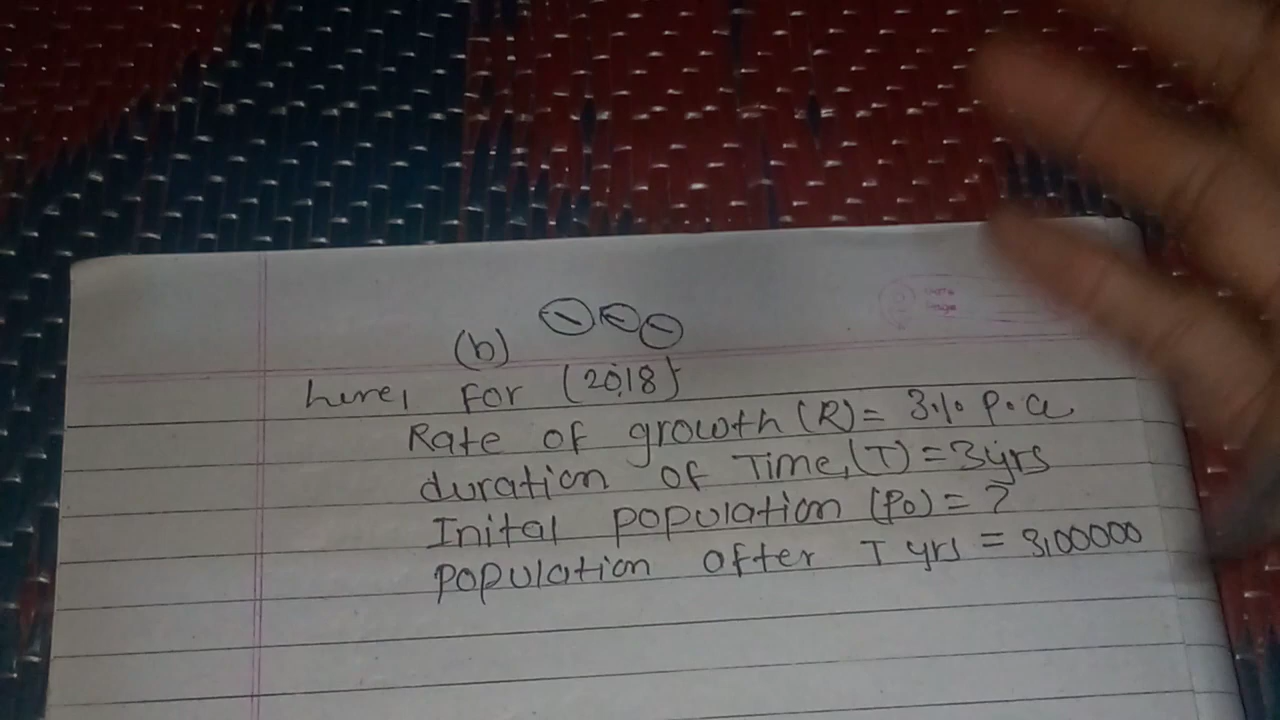 (b)
here, For (2018)
Rate of growth (R) = 3% p.a
duration of Time, (T) = 3yrs
Inital population (P0) = ?
population after T yrs = 3,00000